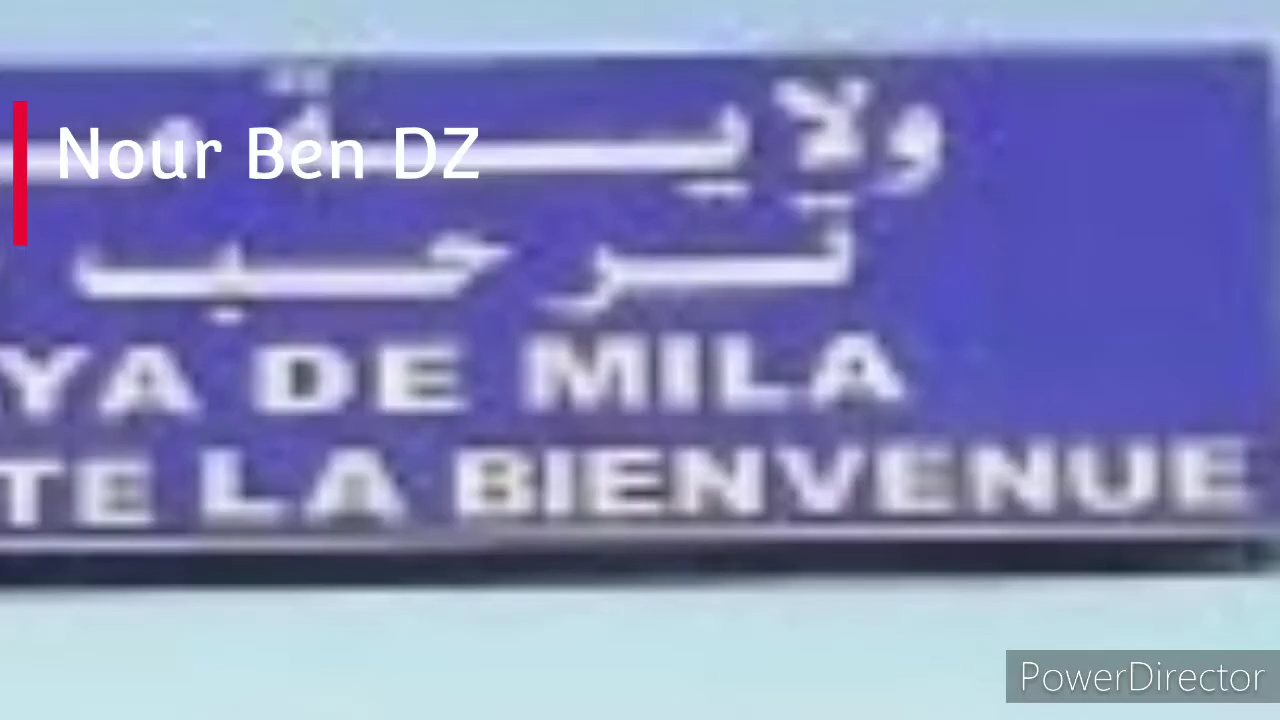 ولاية
Nour Ben DZ
ترحب
YA DE MILA
TE LA BIENVENUE
PowerDirector